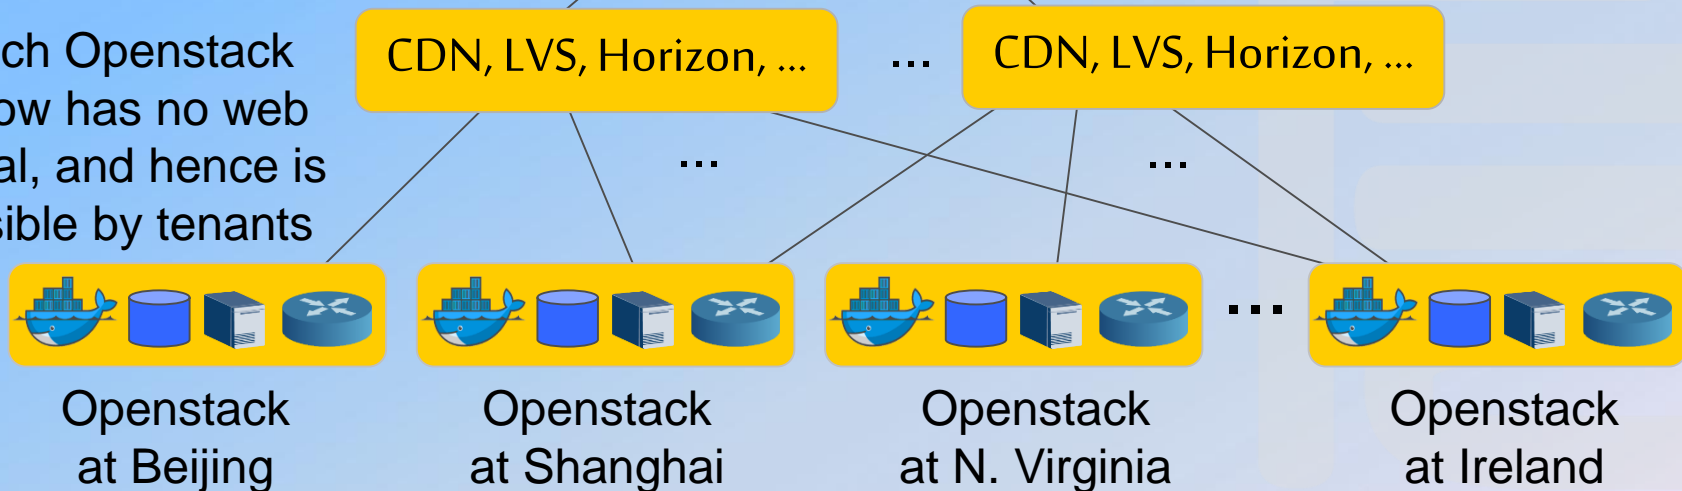 ch Openstack
ow has no web
al, and hence is
sible by tenants
CDN, LVS, Horizon, ...
...
CDN, LVS, Horizon, ...
...
...
...
Openstack
at Beijing
Openstack
at Shanghai
Openstack
at N. Virginia
Openstack
at Ireland